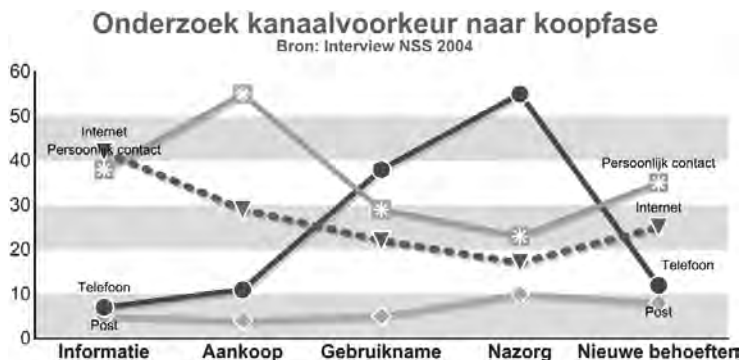 Onderzoek kanaalvoorkeur naar koopfase
Bron: Interview NSS 2004
60
50
40
30
20
10
0
Internet
Persoonlijk contact
Telefoon
Post
Persoonlijk contact
Internet
Telefoon
Post
Informatie Aankoop Gebruikname Nazorg Nieuwe behoeften